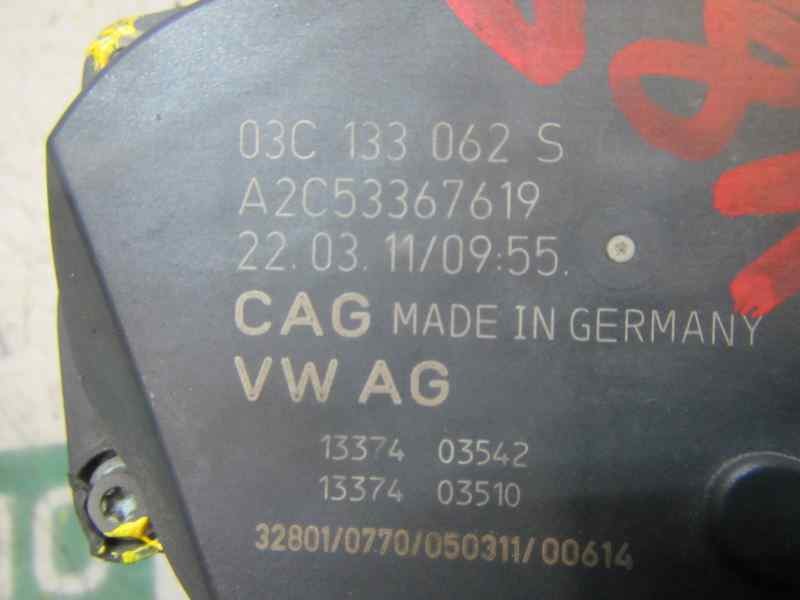 03C 133 062 S
A2C53367619
22.03.11/09:55.
CAG MADE IN GERMANY
VW AG
13374 03542
13374 03510
32801/0770/050311/00614